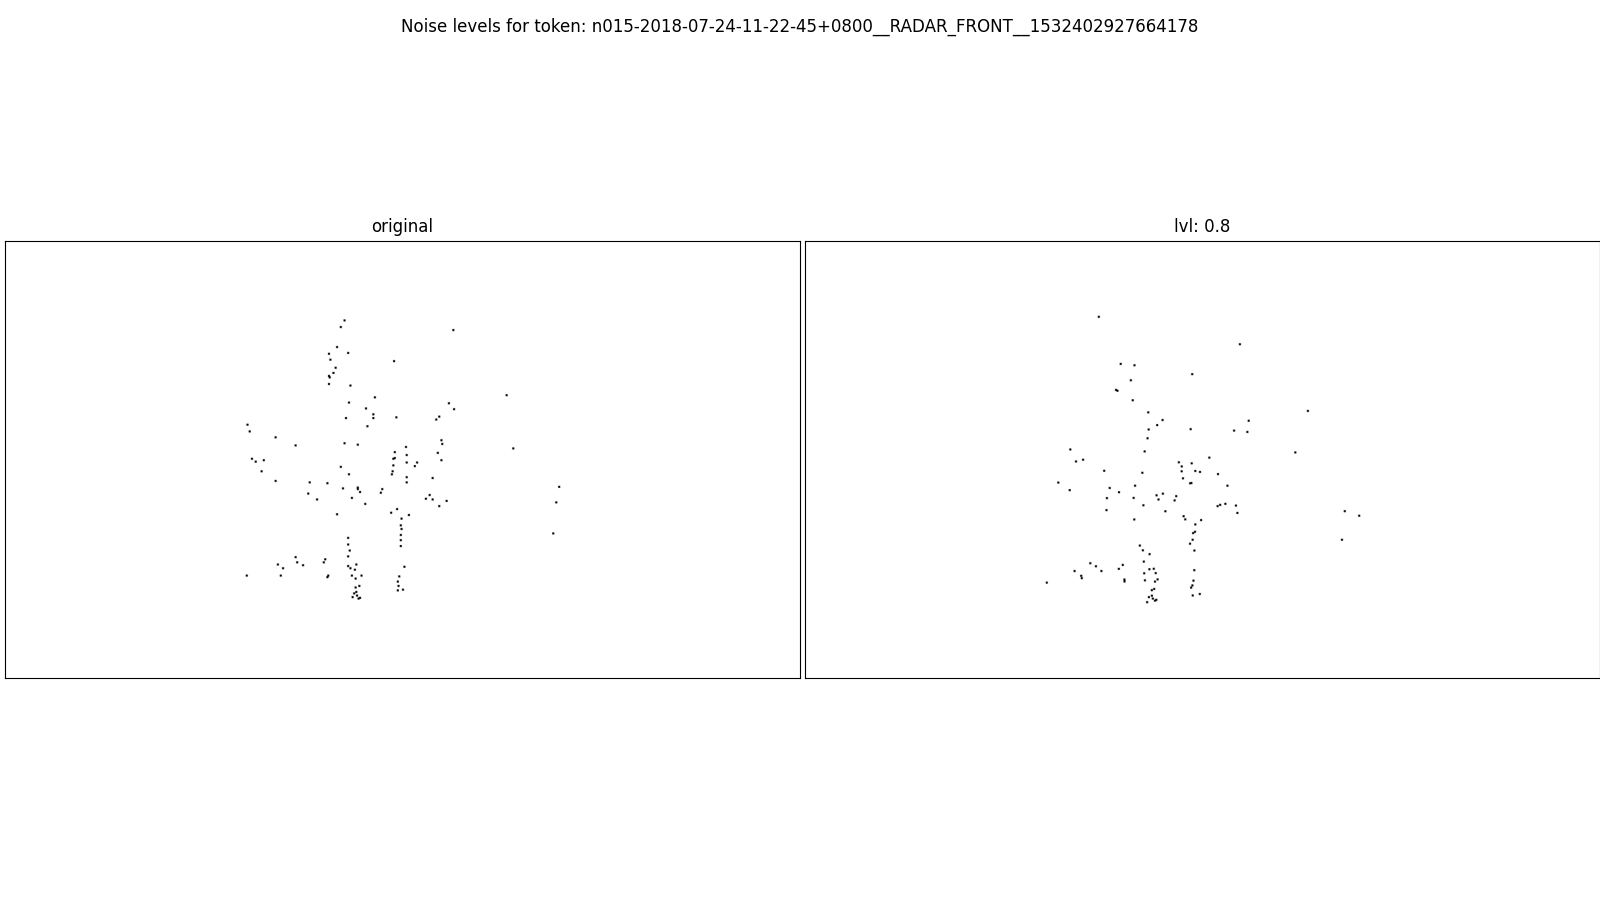 Noise levels for token: n015-2018-07-24-11-22-45+0800__RADAR_FRONT__1532402927664178
original
lvl: 0.8